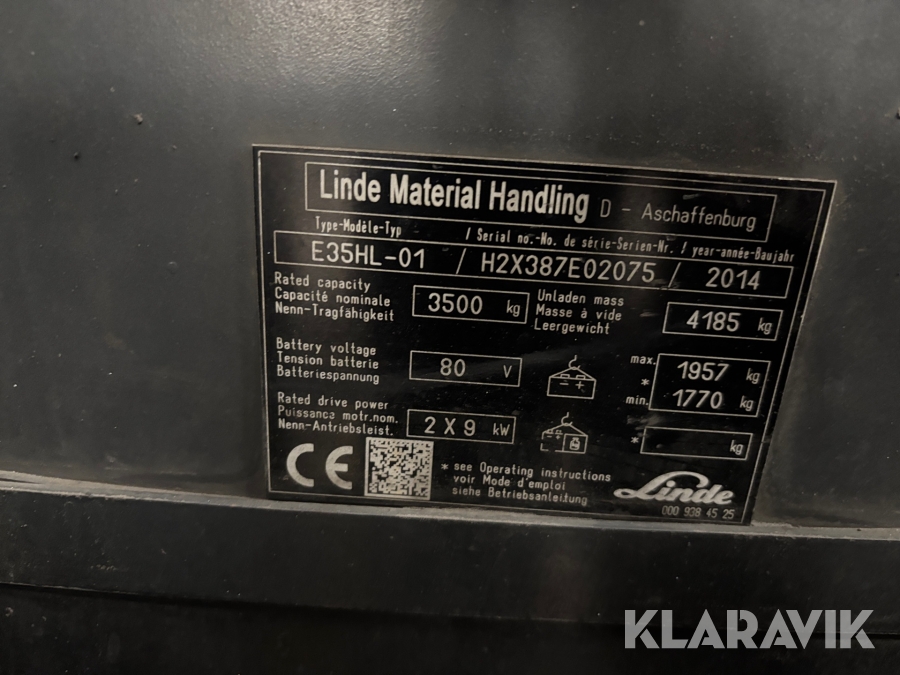 Linde Material Handling D - Aschaffenburg
Type-Modèle-Typ / Serial no.-No. de série-Serien-Nr. / year-année-Baujahr
E35HL-01 / H2X387E02075 / 2014
Rated capacity
Capacité nominale
Nenn-Tragfähigkeit
3500 kg
Unladen mass
Masse à vide
Leergewicht
4185 kg
Battery voltage
Tension batterie
Batteriespannung
80 V
max. 1957 kg
*
min. 1770 kg
Rated drive power
Puissance motr.nom.
Nenn-Antriebsleist.
2 X 9 kW
* kg
CE
* see Operating instructions
voir Mode d'emploi
siehe Betriebsanleitung
Linde
000 938 45 25
KLARAVIK